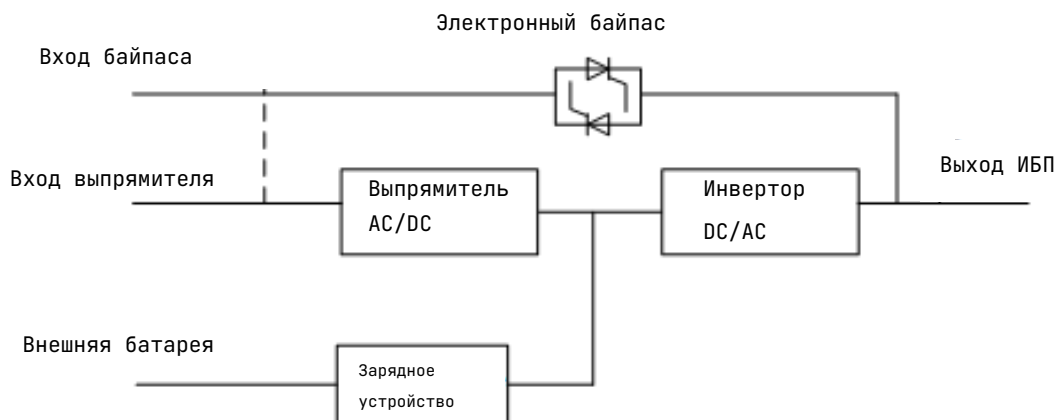 Электронный байпас
Вход байпаса
Вход выпрямителя
Выпрямитель
AC/DC
Инвертор
DC/AC
Выход ИБП
Внешняя батарея
Зарядное
устройство